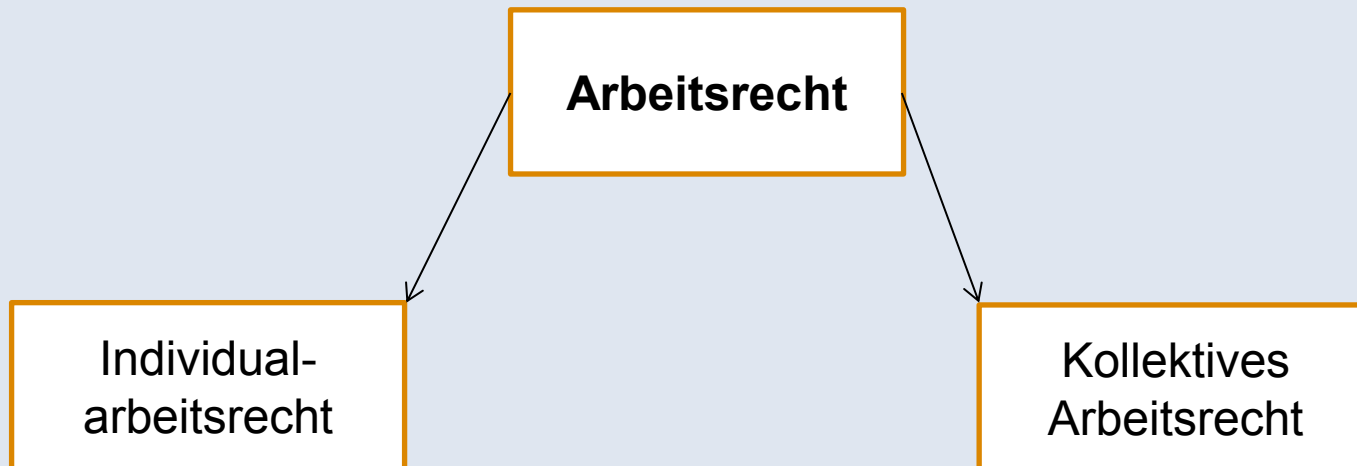 Arbeitsrecht
Individual-
arbeitsrecht
Kollektives
Arbeitsrecht